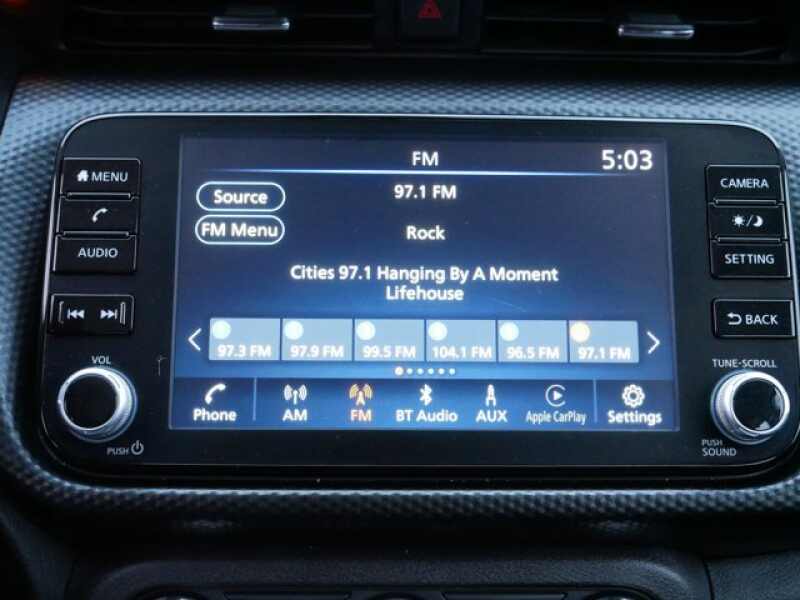 FM
5:03
97.1 FM
Source
FM Menu
Rock
Cities 97.1 Hanging By A Moment
Lifehouse
97.3 FM
97.9 FM
99.5 FM
104.1 FM
96.5 FM
97.1 FM
Phone
AM
FM
BT Audio
AUX
Apple CarPlay
Settings
MENU
AUDIO
VOL
PUSH
CAMERA
SETTING
BACK
TUNE-SCROLL
PUSH
SOUND